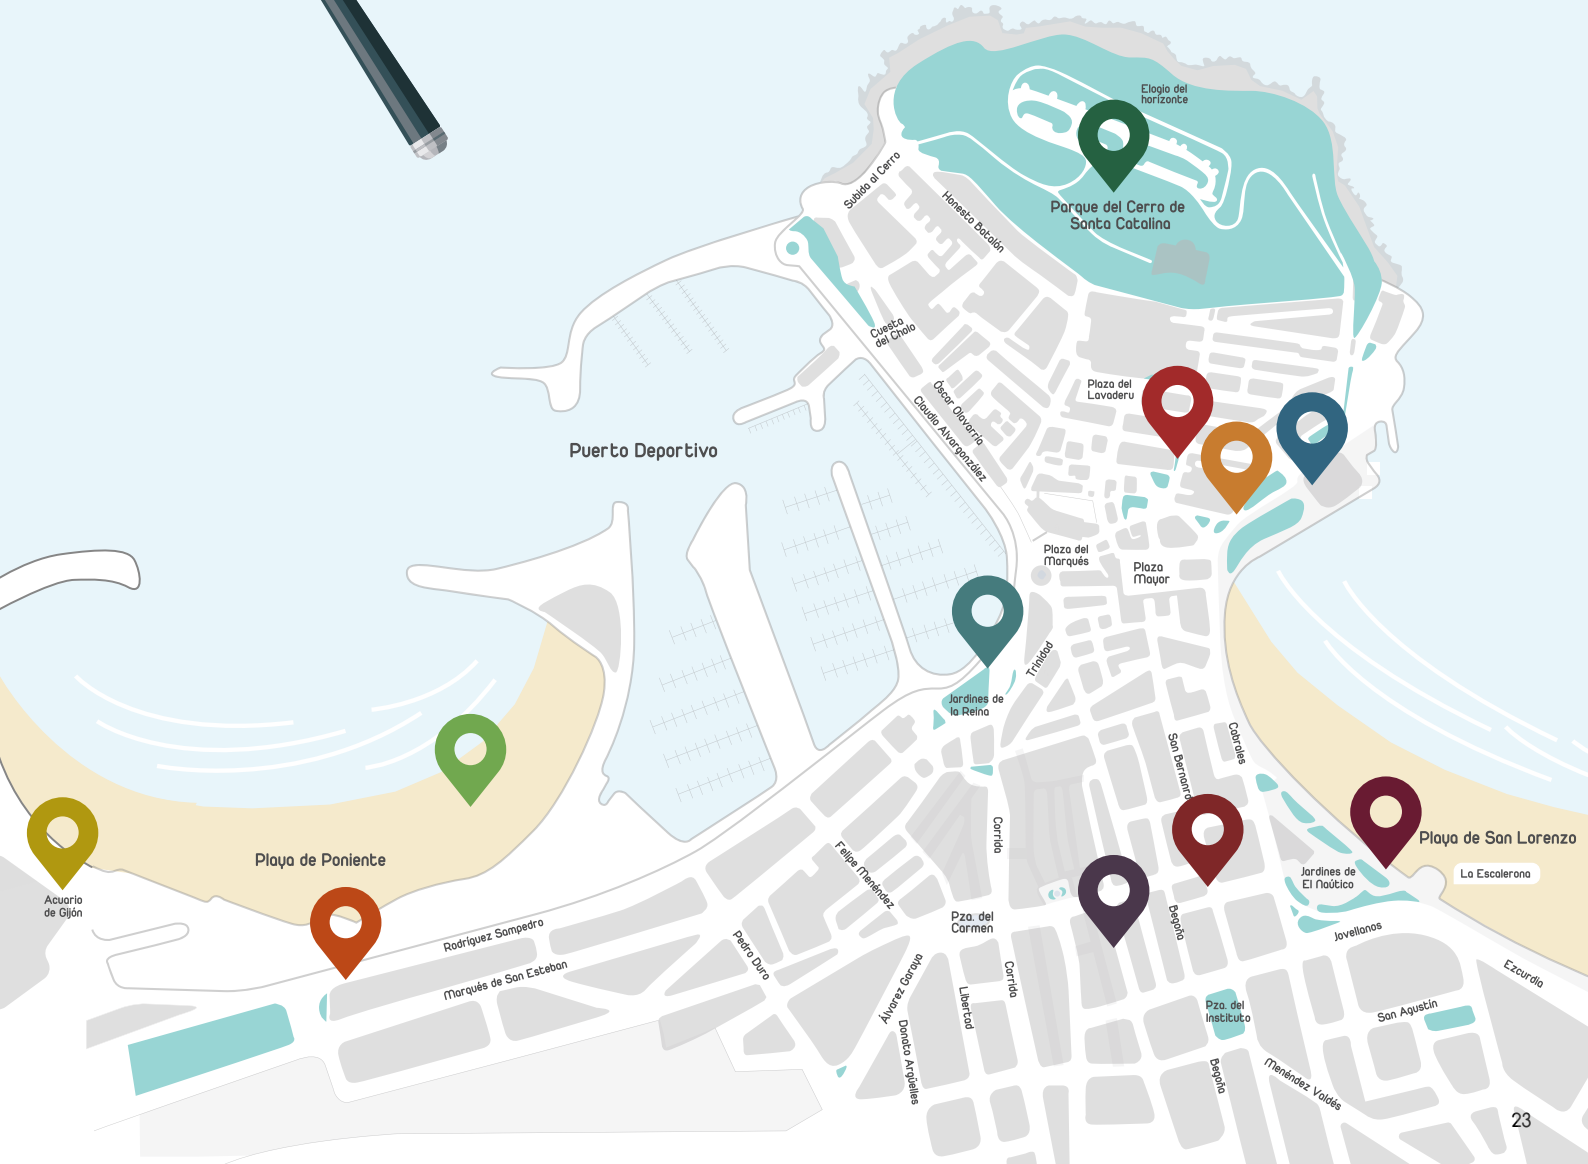 Elogio del
horizonte
Subida al Cerro
Honesto Batalón
Parque del Cerro de
Santa Catalina
Cuesta
del Cholo
Plaza del
Lavaderu
Óscar Olavarría
Claudio Alvargonzález
Puerto Deportivo
Plaza del
Marqués
Plaza
Mayor
Trinidad
Jardines de
la Reina
Cabrales
San Bernanro
Corrida
Playa de San Lorenzo
Felipe Menéndez
Playa de Poniente
La Escalerona
Jardines de
El Naútico
Acuario
de Gijón
Pza. del
Carmen
Begoña
Rodríguez Sampedro
Jovellanos
Pedro Duro
Marqués de San Esteban
Ezcurdia
Álvarez Garaya
Libertad
Corrida
Pza. del
Instituto
San Agustín
Donato Argüelles
Begoña
Menéndez Valdés
23